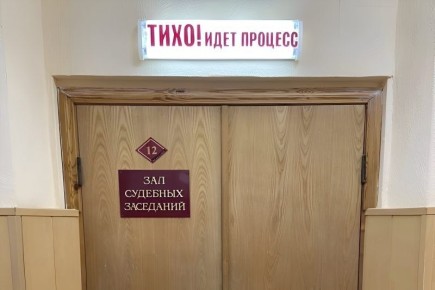 ТИХО! ИДЕТ ПРОЦЕСС
12
ЗАЛ
СУДЕБНЫХ
ЗАСЕДАНИЙ